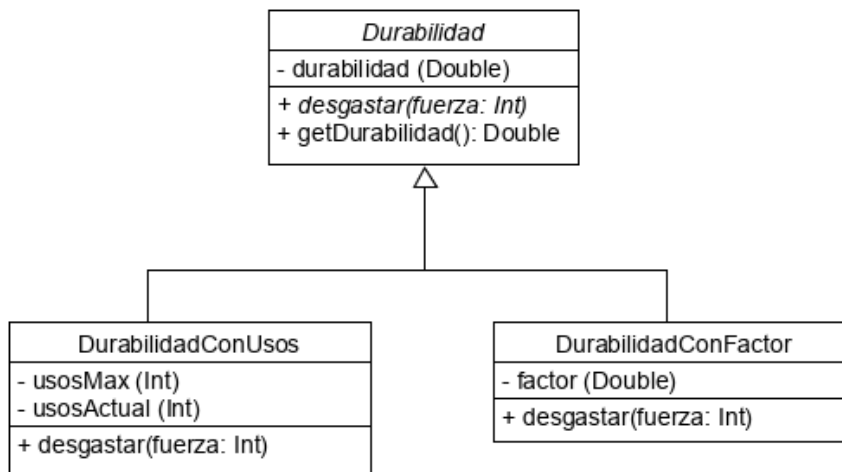 Durabilidad
- durabilidad (Double)
+ desgastar(fuerza: Int)
+ getDurabilidad(): Double
DurabilidadConUsos
- usosMax (Int)
- usosActual (Int)
+ desgastar(fuerza: Int)
DurabilidadConFactor
- factor (Double)
+ desgastar(fuerza: Int)